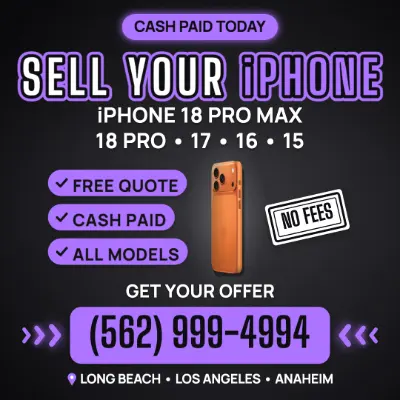 CASH PAID TODAY
SELL YOUR iPHONE
iPHONE 18 PRO MAX
18 PRO • 17 • 16 • 15
FREE QUOTE
CASH PAID
ALL MODELS
NO FEES
GET YOUR OFFER
(562) 999-4994
LONG BEACH • LOS ANGELES • ANAHEIM